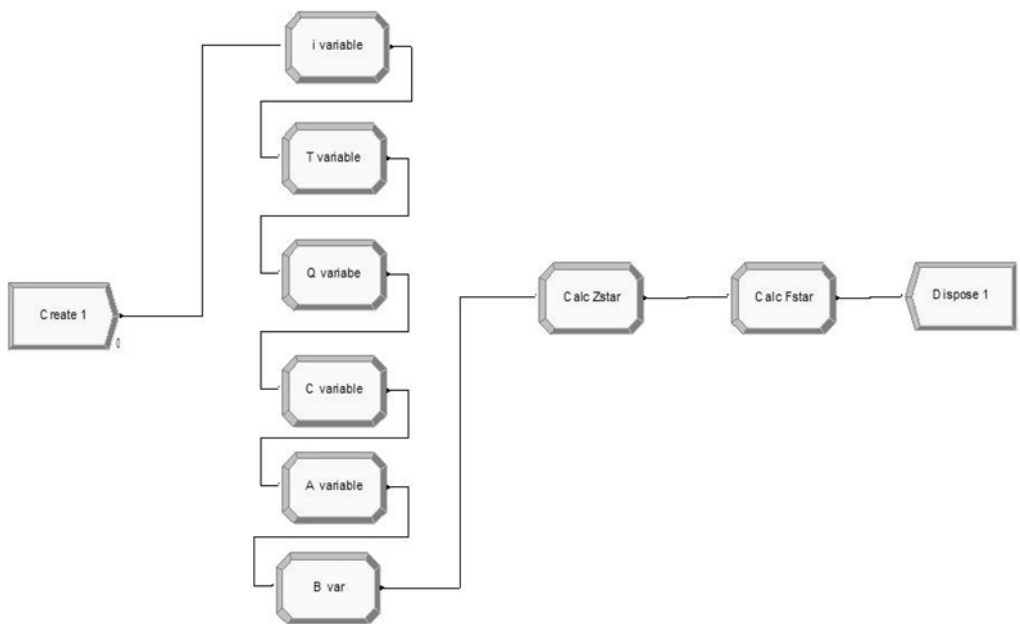 i variable
T variable
Q variabe
Create 1
0
C variable
A variable
B var
Calc Zstar
Calc Fstar
Dispose 1